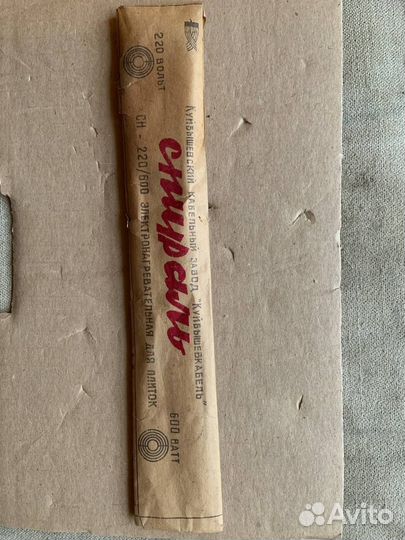 КУЙБЫШЕВСКИЙ КАБЕЛЬНЫЙ ЗАВОД "КУЙБЫШЕВКАБЕЛЬ"
220 ВОЛЬТ
спираль
600 ВАТТ
СН - 220/600 ЭЛЕКТРОНАГРЕВАТЕЛЬНАЯ ДЛЯ ПЛИТОК
Avito